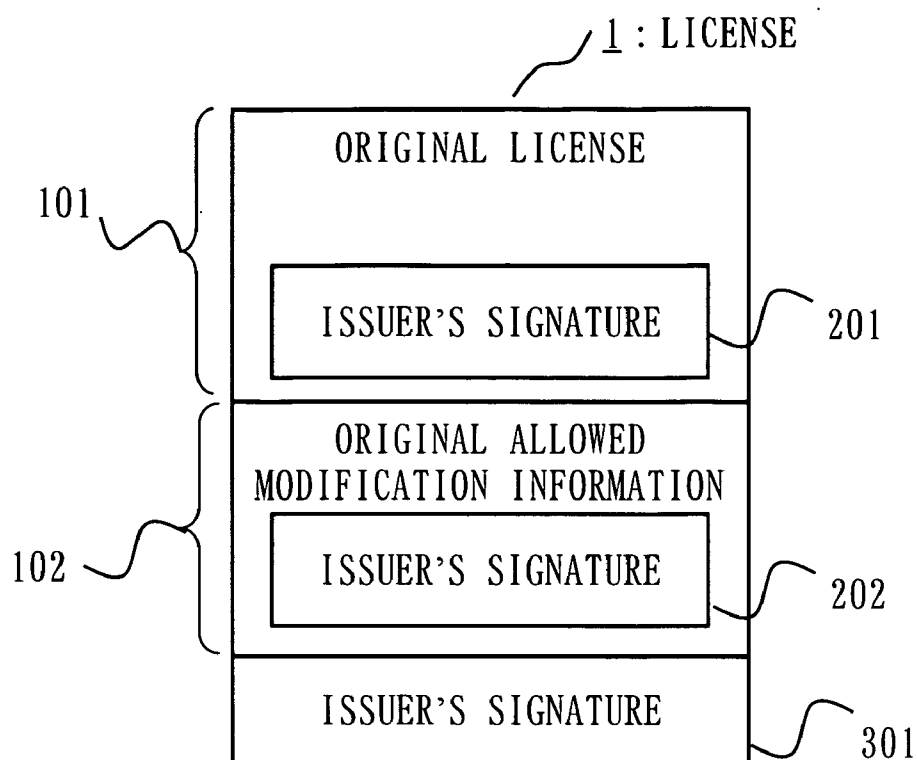 1 : LICENSE
ORIGINAL LICENSE
101
ISSUER'S SIGNATURE
201
ORIGINAL ALLOWED
MODIFICATION INFORMATION
102
ISSUER'S SIGNATURE
202
ISSUER'S SIGNATURE
301